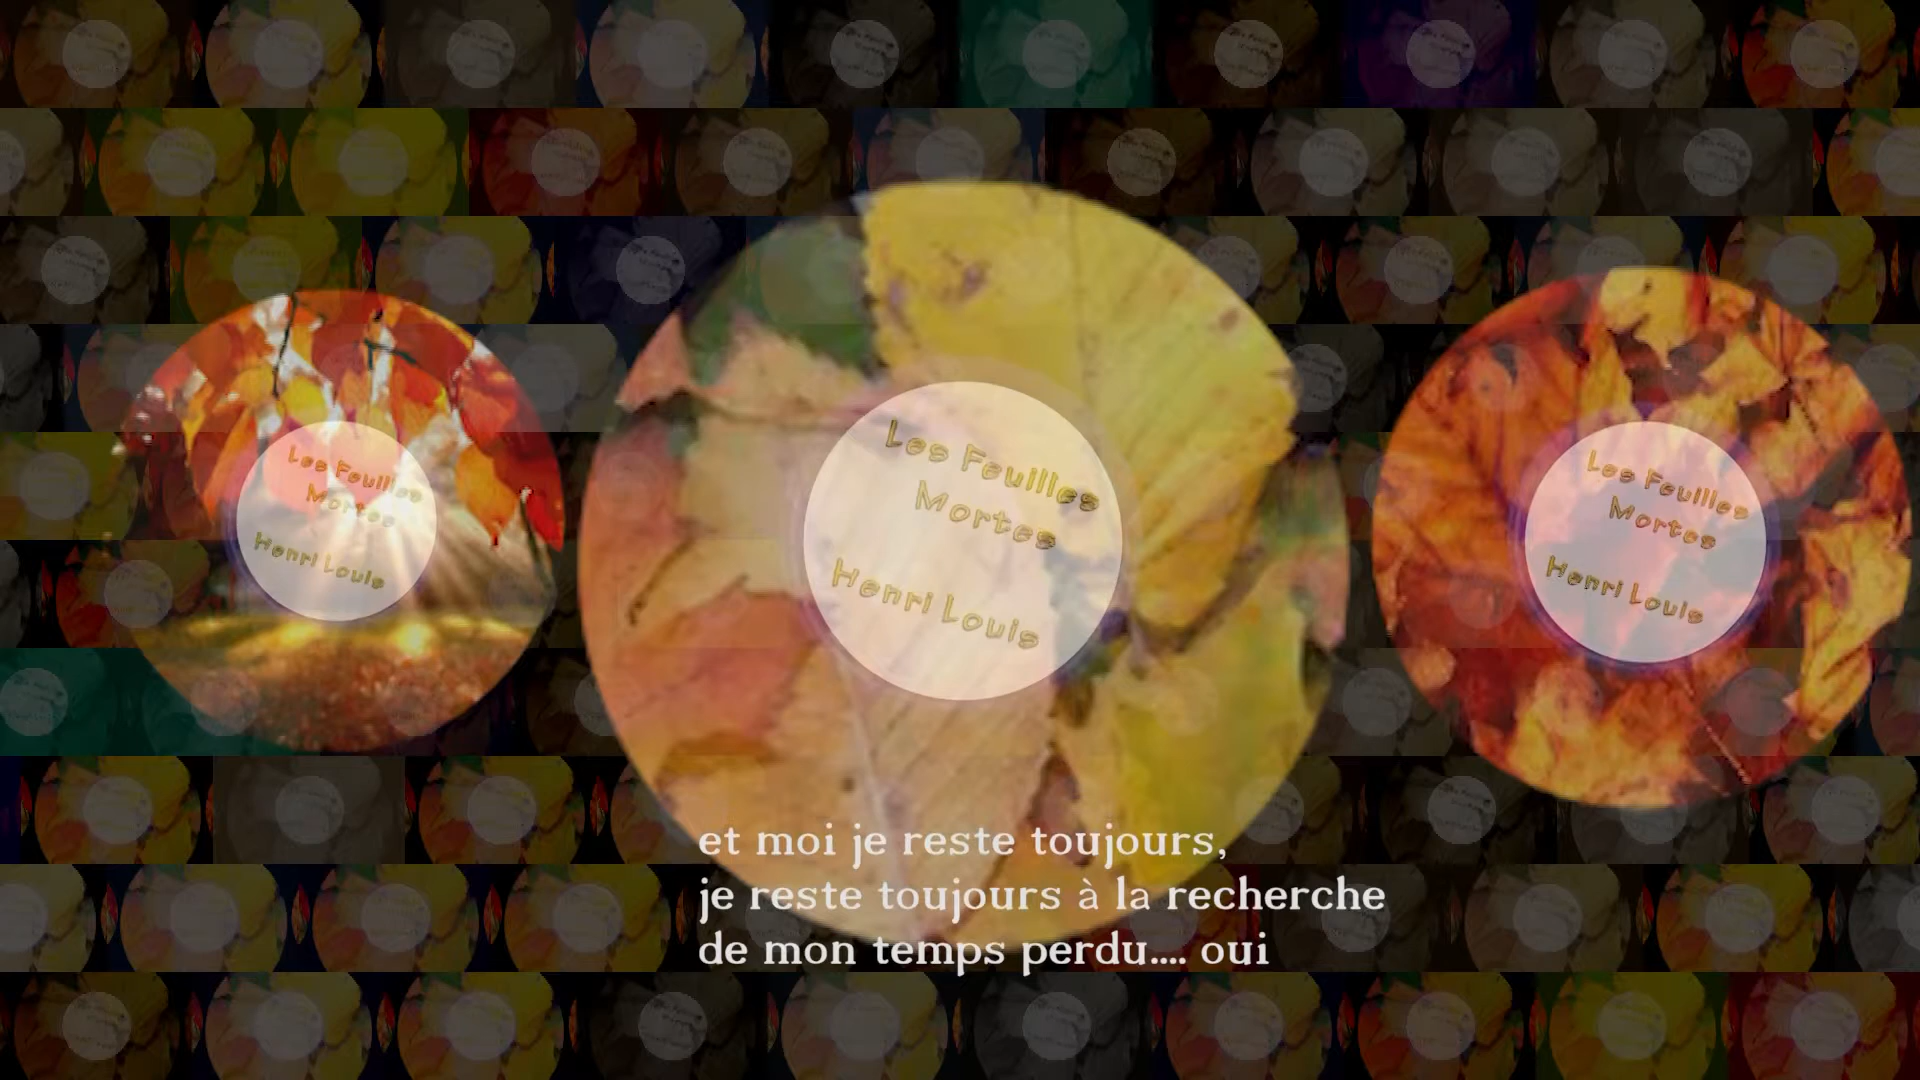 Les Feuilles
Mortes
Henri Louis
Les Feuilles
Mortes
Henri Louis
Les Feuilles
Mortes
Henri Louis
et moi je reste toujours,
je reste toujours à la recherche
de mon temps perdu.... oui